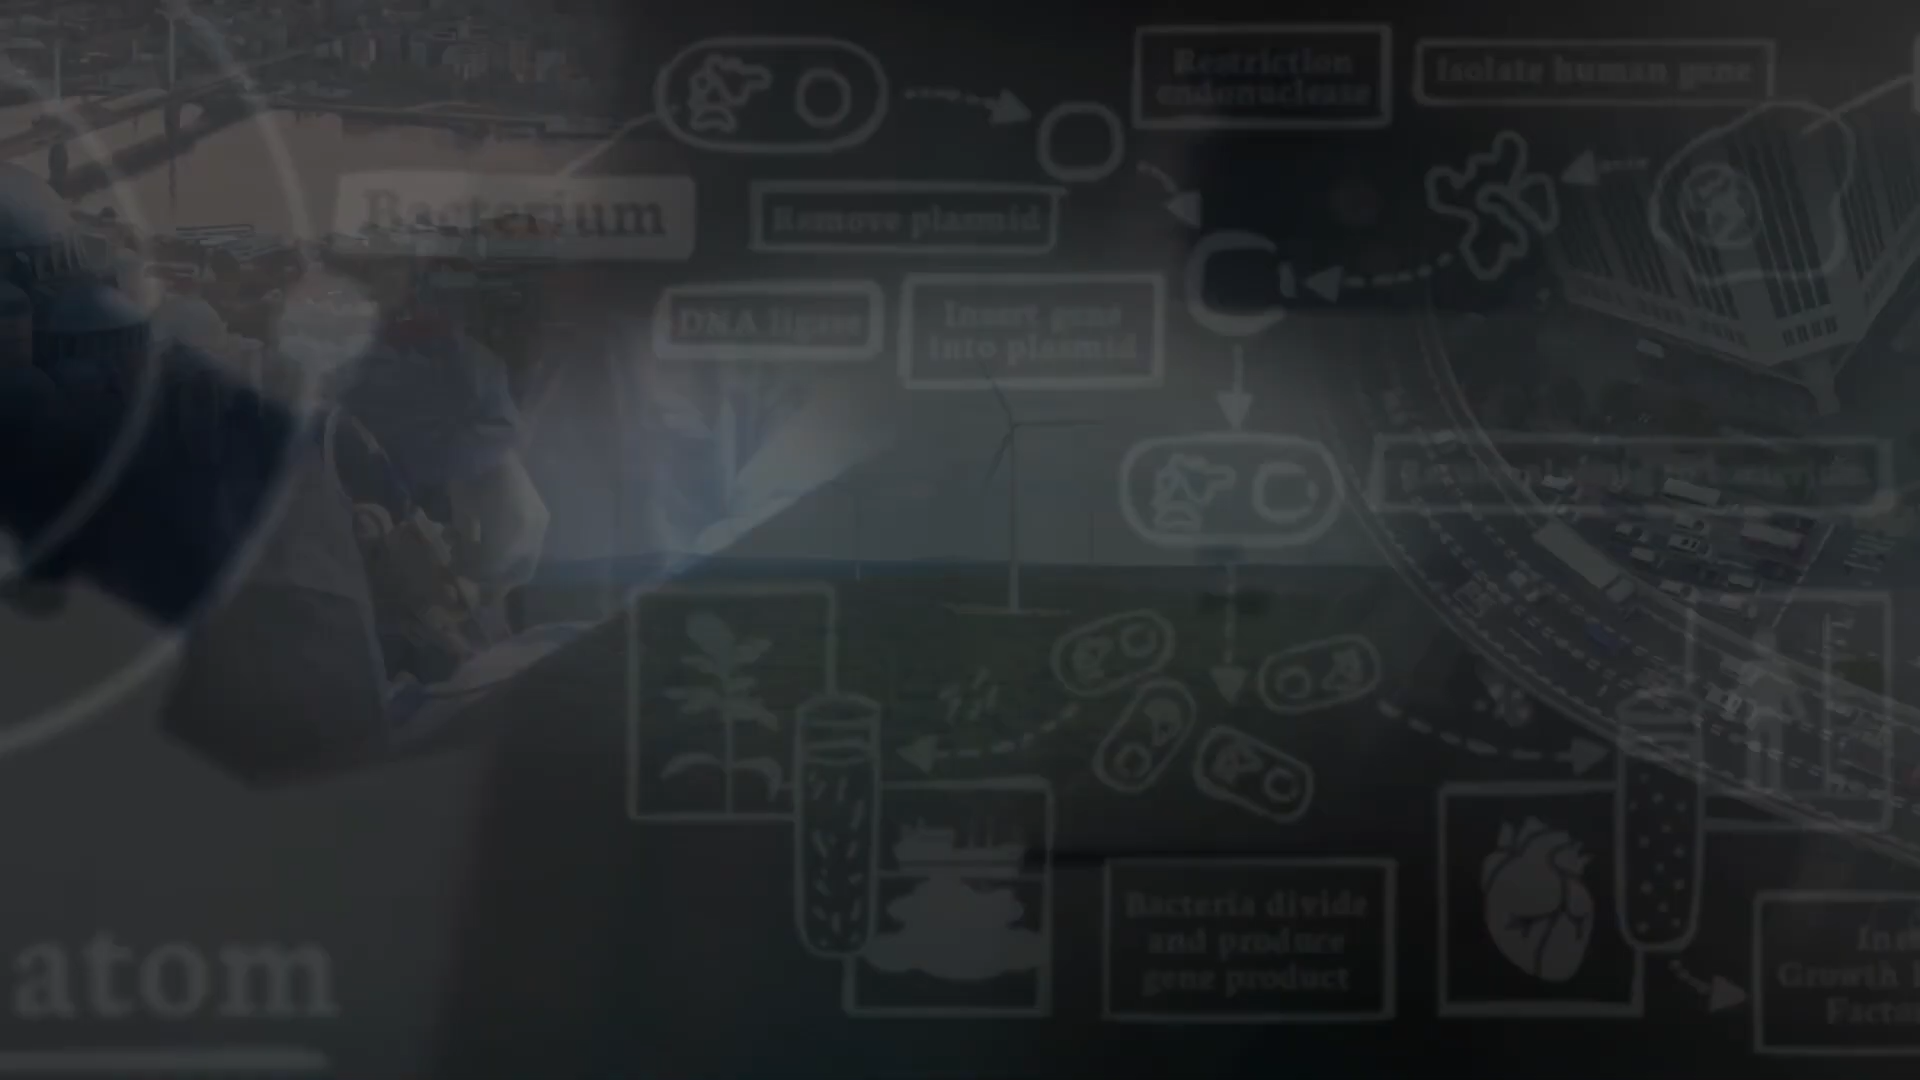 Restriction
endonuclease
Isolate human gene
Bacterium
Remove plasmid
DNA ligase
Insert gene
into plasmid
Bacteria divide
and produce
gene product
Growth
atom